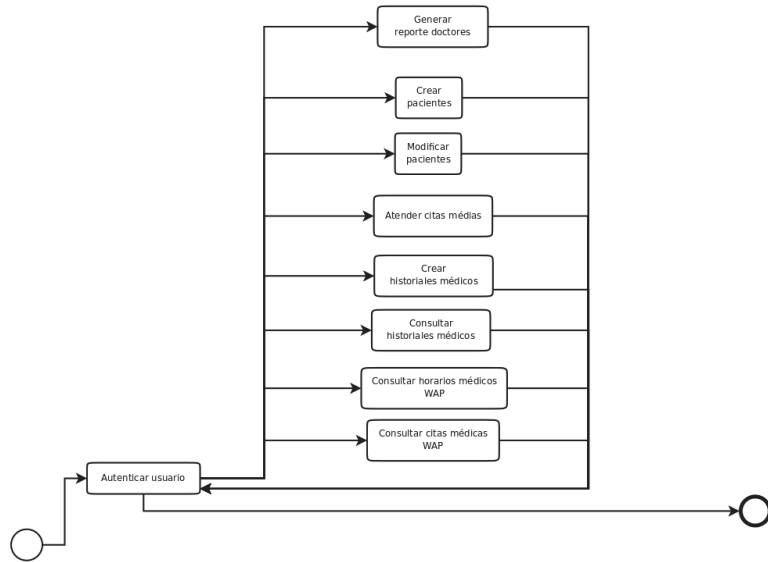 Generar
reporte doctores
Crear
pacientes
Modificar
pacientes
Atender citas médias
Crear
historiales médicos
Consultar
historiales médicos
Consultar horarios médicos
WAP
Consultar citas médicas
WAP
Autenticar usuario